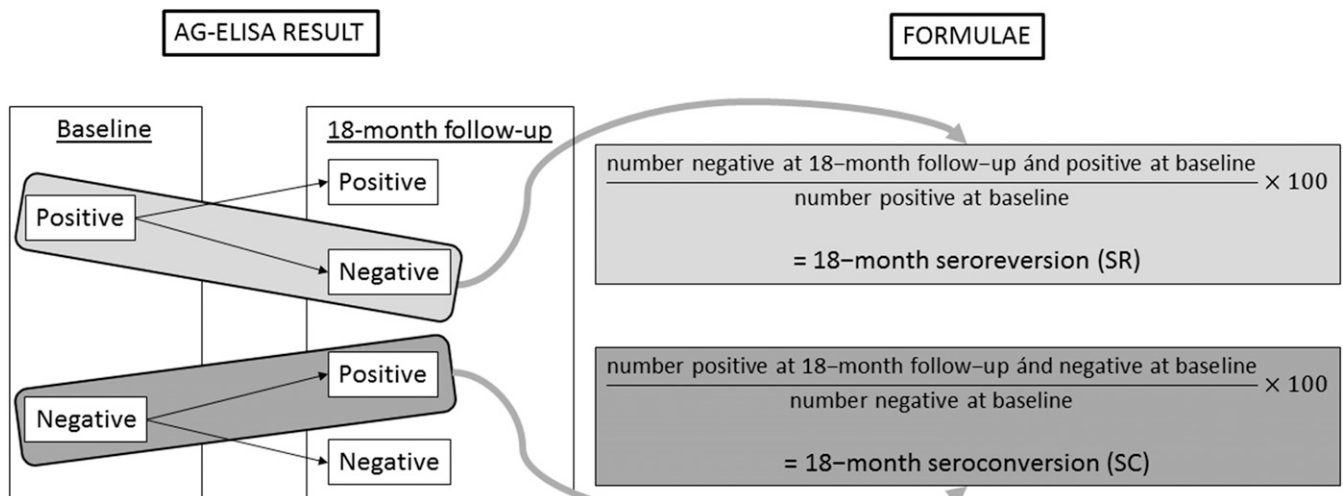 AG-ELISA RESULT
FORMULAE
Baseline
18-month follow-up
Positive
Positive
Negative
Negative
Positive
Negative
number negative at 18−month follow−up ánd positive at baseline
number positive at baseline
× 100
= 18−month seroreversion (SR)
number positive at 18−month follow−up ánd negative at baseline
number negative at baseline
× 100
= 18−month seroconversion (SC)